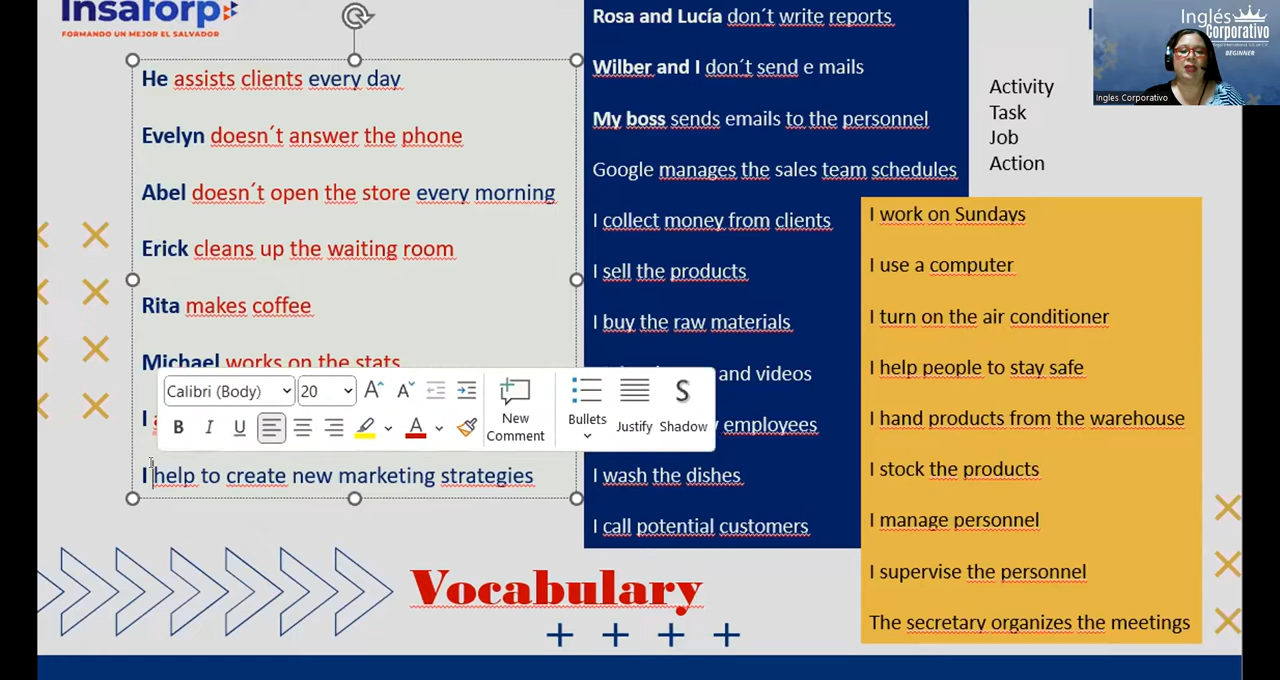 Insaforp
FORMANDO UN MEJOR EL SALVADOR
He assists clients every day
Evelyn doesn´t answer the phone
Abel doesn´t open the store every morning
Erick cleans up the waiting room
Rita makes coffee
Michael works on the stats
I
I help to create new marketing strategies
Calibri (Body)
20
New Comment
Bullets
Justify
Shadow
Rosa and Lucía don´t write reports
Wilber and I don´t send e mails
My boss sends emails to the personnel
Google manages the sales team schedules
I collect money from clients
I sell the products
I buy the raw materials
and videos
employees
I wash the dishes
I call potential customers
Activity
Task
Job
Action
I work on Sundays
I use a computer
I turn on the air conditioner
I help people to stay safe
I hand products from the warehouse
I stock the products
I manage personnel
I supervise the personnel
The secretary organizes the meetings
Vocabulary
Inglés
Corporativo
BEGINNER
Ingles Corporativo